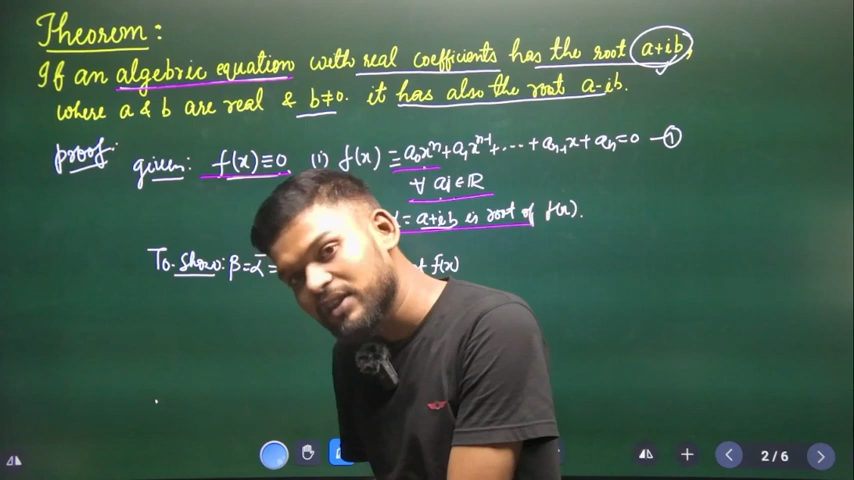 Theorem:
If an algebric equation with real coefficients has the root a+ib,
where a & b are real & b≠0. it has also the root a-ib.
proof:
given: f(x)≡0 (i) f(x) = a₀xⁿ+a₁xⁿ⁻¹+⋯+aₙ₋₁x+aₙ=0 —①
∀ ai∈ℝ
= a+ib is root of f(x).
To show: β=ᾱ= f(x)
2/6